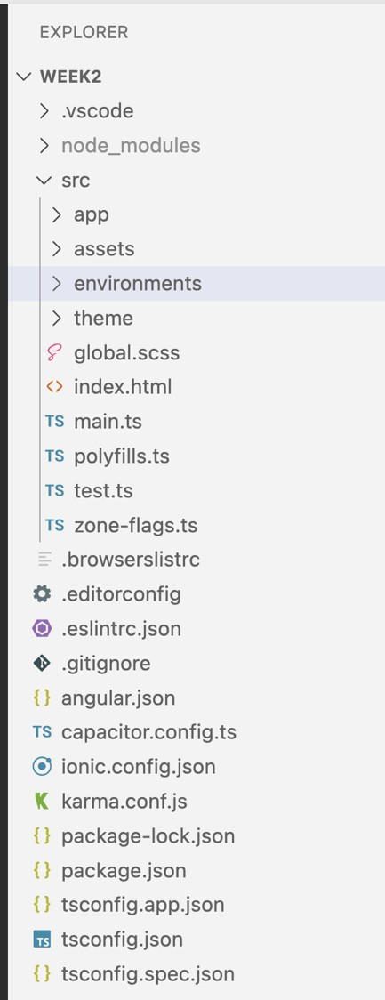 EXPLORER
WEEK2
.vscode
node_modules
src
app
assets
environments
theme
global.scss
index.html
TS main.ts
TS polyfills.ts
TS test.ts
TS zone-flags.ts
.browserslistrc
.editorconfig
.eslintrc.json
.gitignore
{} angular.json
TS capacitor.config.ts
ionic.config.json
karma.conf.js
{} package-lock.json
{} package.json
{} tsconfig.app.json
TS tsconfig.json
{} tsconfig.spec.json